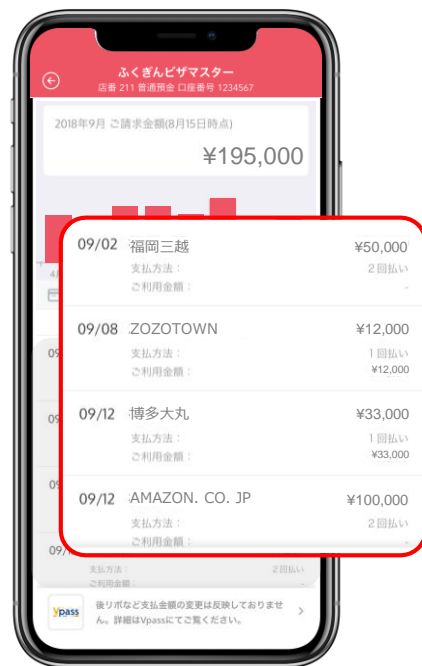 ふくぎんビザマスター
店番 211 普通預金 口座番号 1234567
2018年9月 ご請求金額(8月15日時点)
¥195,000
4
09/02 福岡三越 ¥50,000
支払方法： 2回払い
ご利用金額： -
09/08 ZOZOTOWN ¥12,000
支払方法： 1回払い
ご利用金額： ¥12,000
09/12 博多大丸 ¥33,000
支払方法： 1回払い
ご利用金額： ¥33,000
09/12 AMAZON. CO. JP ¥100,000
支払方法： 2回払い
ご利用金額： -
09
09
09
09/1
支払方法： 2回払い
ご利用金額：
Vpass
後リボなど支払金額の変更は反映しておりませ
ん。詳細はVpassにてご覧ください。